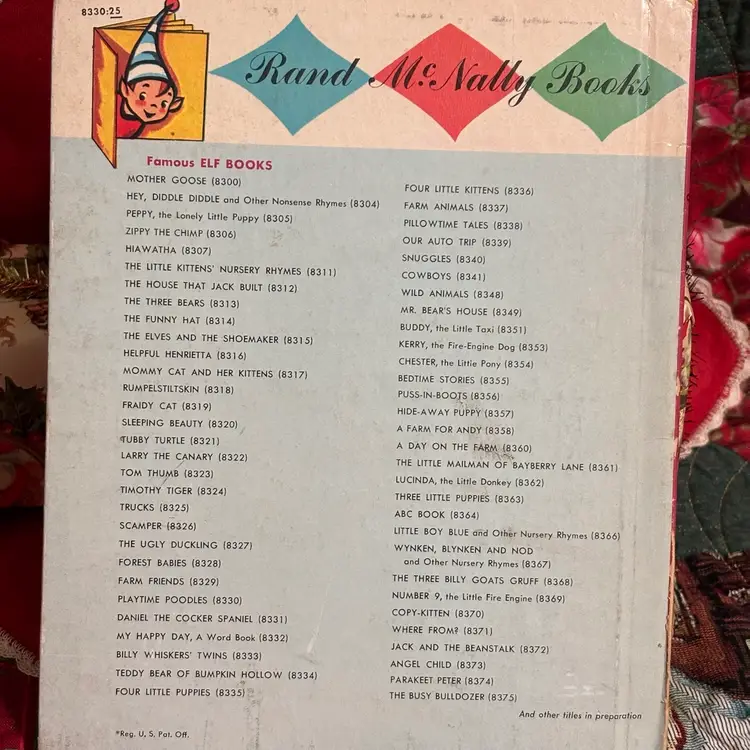 8330:25
Rand McNally Books
Famous ELF BOOKS
MOTHER GOOSE (8300)
HEY, DIDDLE DIDDLE and Other Nonsense Rhymes (8304)
PEPPY, the Lonely Little Puppy (8305)
ZIPPY THE CHIMP (8306)
HIAWATHA (8307)
THE LITTLE KITTENS' NURSERY RHYMES (8311)
THE HOUSE THAT JACK BUILT (8312)
THE THREE BEARS (8313)
THE FUNNY HAT (8314)
THE ELVES AND THE SHOEMAKER (8315)
HELPFUL HENRIETTA (8316)
MOMMY CAT AND HER KITTENS (8317)
RUMPELSTILTSKIN (8318)
FRAIDY CAT (8319)
SLEEPING BEAUTY (8320)
TUBBY TURTLE (8321)
LARRY THE CANARY (8322)
TOM THUMB (8323)
TIMOTHY TIGER (8324)
TRUCKS (8325)
SCAMPER (8326)
THE UGLY DUCKLING (8327)
FOREST BABIES (8328)
FARM FRIENDS (8329)
PLAYTIME POODLES (8330)
DANIEL THE COCKER SPANIEL (8331)
MY HAPPY DAY, A Word Book (8332)
BILLY WHISKERS' TWINS (8333)
TEDDY BEAR OF BUMPKIN HOLLOW (8334)
FOUR LITTLE PUPPIES (8335)
FOUR LITTLE KITTENS (8336)
FARM ANIMALS (8337)
PILLOWTIME TALES (8338)
OUR AUTO TRIP (8339)
SNUGGLES (8340)
COWBOYS (8341)
WILD ANIMALS (8348)
MR. BEAR'S HOUSE (8349)
BUDDY, the Little Taxi (8351)
KERRY, the Fire-Engine Dog (8353)
CHESTER, the Little Pony (8354)
BEDTIME STORIES (8355)
PUSS-IN-BOOTS (8356)
HIDE-AWAY PUPPY (8357)
A FARM FOR ANDY (8358)
A DAY ON THE FARM (8360)
THE LITTLE MAILMAN OF BAYBERRY LANE (8361)
LUCINDA, the Little Donkey (8362)
THREE LITTLE PUPPIES (8363)
ABC BOOK (8364)
LITTLE BOY BLUE and Other Nursery Rhymes (8366)
WYNKEN, BLYNKEN AND NOD
and Other Nursery Rhymes (8367)
THE THREE BILLY GOATS GRUFF (8368)
NUMBER 9, the Little Fire Engine (8369)
COPY-KITTEN (8370)
WHERE FROM? (8371)
JACK AND THE BEANSTALK (8372)
ANGEL CHILD (8373)
PARAKEET PETER (8374)
THE BUSY BULLDOZER (8375)
And other titles in preparation
*Reg. U. S. Pat. Off.